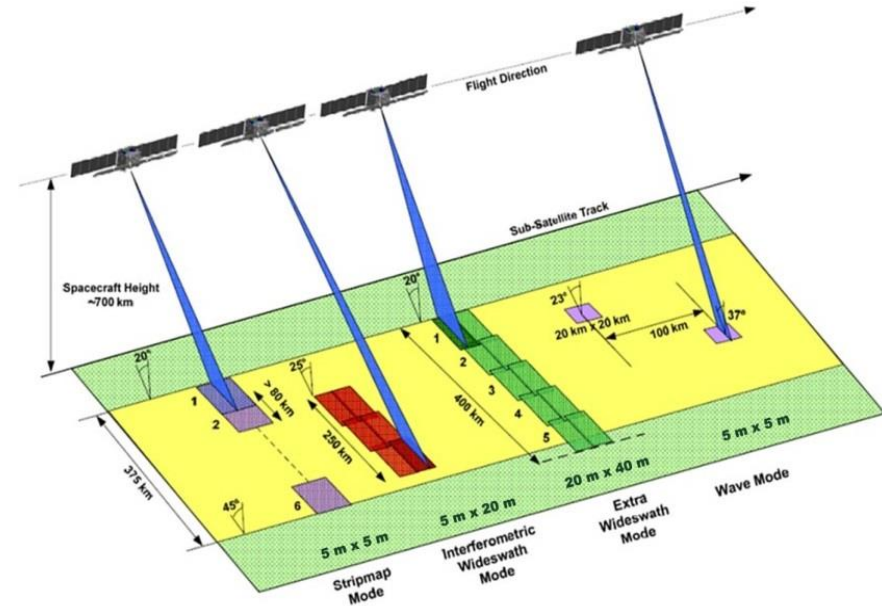 Flight Direction
Sub-Satellite Track
Spacecraft Height
~700 km
20°
20°
23°
37°
20 km x 20 km
100 km
25°
1
2
> 80 km
250 km
1
2
3
4
5
400 km
375 km
45°
6
5 m x 5 m
5 m x 20 m
20 m x 40 m
5 m x 5 m
Stripmap
Mode
Interferometric
Wideswath
Mode
Extra
Wideswath
Mode
Wave Mode